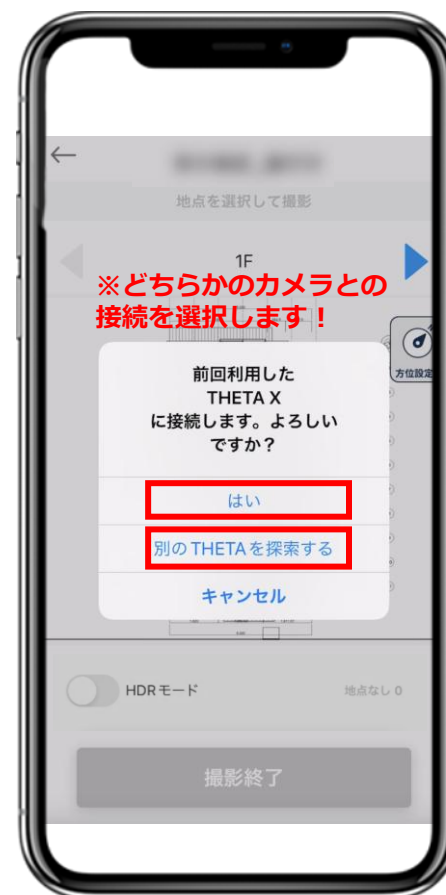 地点を選択して撮影
1F
※どちらかのカメラとの
接続を選択します！
方位設定
前回利用した
THETA X
に接続します。よろしい
ですか？
はい
別のTHETAを探索する
キャンセル
HDRモード
地点なし 0
撮影終了